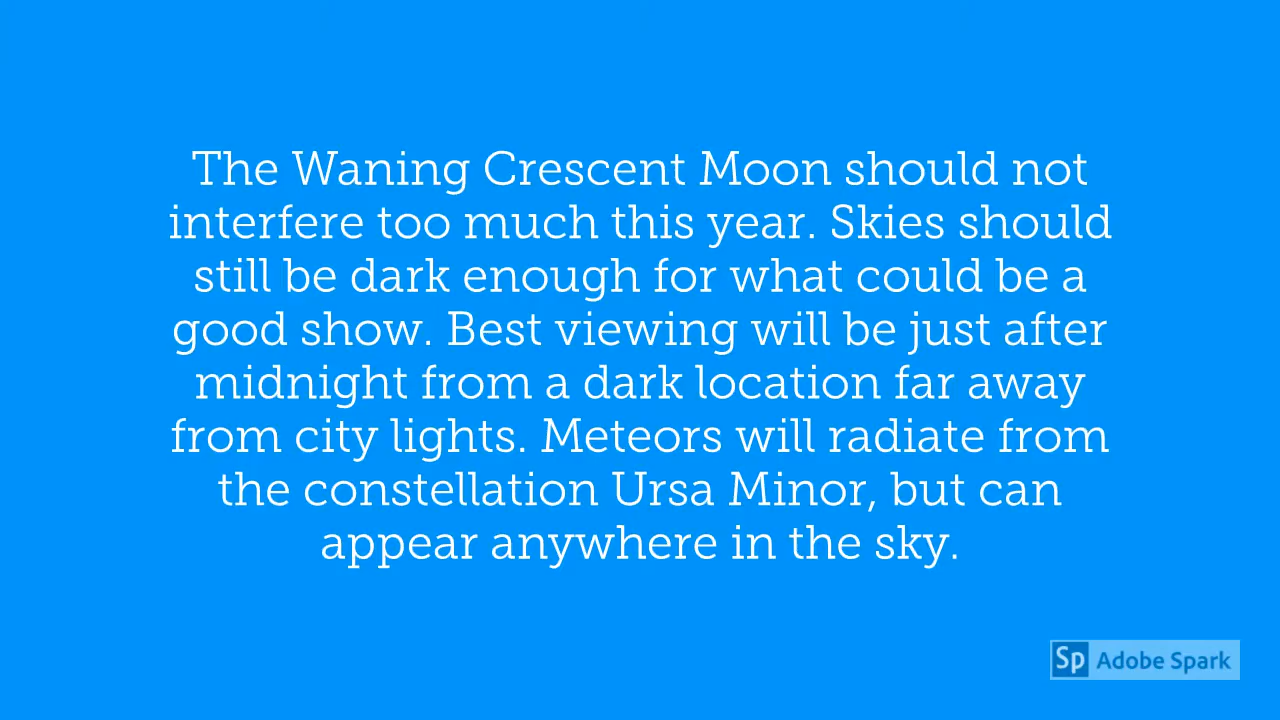 The Waning Crescent Moon should not
interfere too much this year. Skies should
still be dark enough for what could be a
good show. Best viewing will be just after
midnight from a dark location far away
from city lights. Meteors will radiate from
the constellation Ursa Minor, but can
appear anywhere in the sky.
Sp Adobe Spark